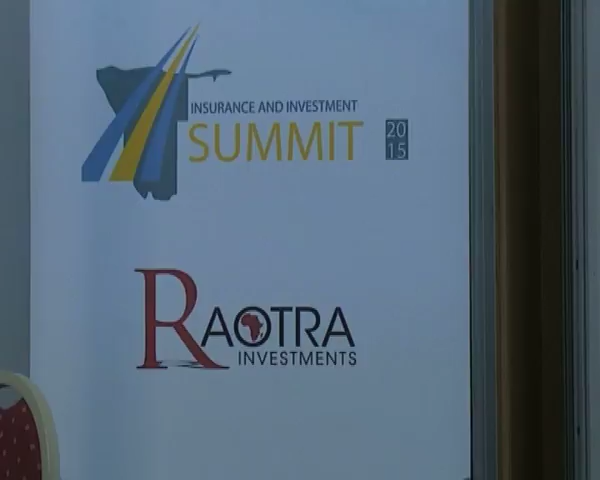 INSURANCE AND INVESTMENT
SUMMIT
20
15
RAOTRA
INVESTMENTS